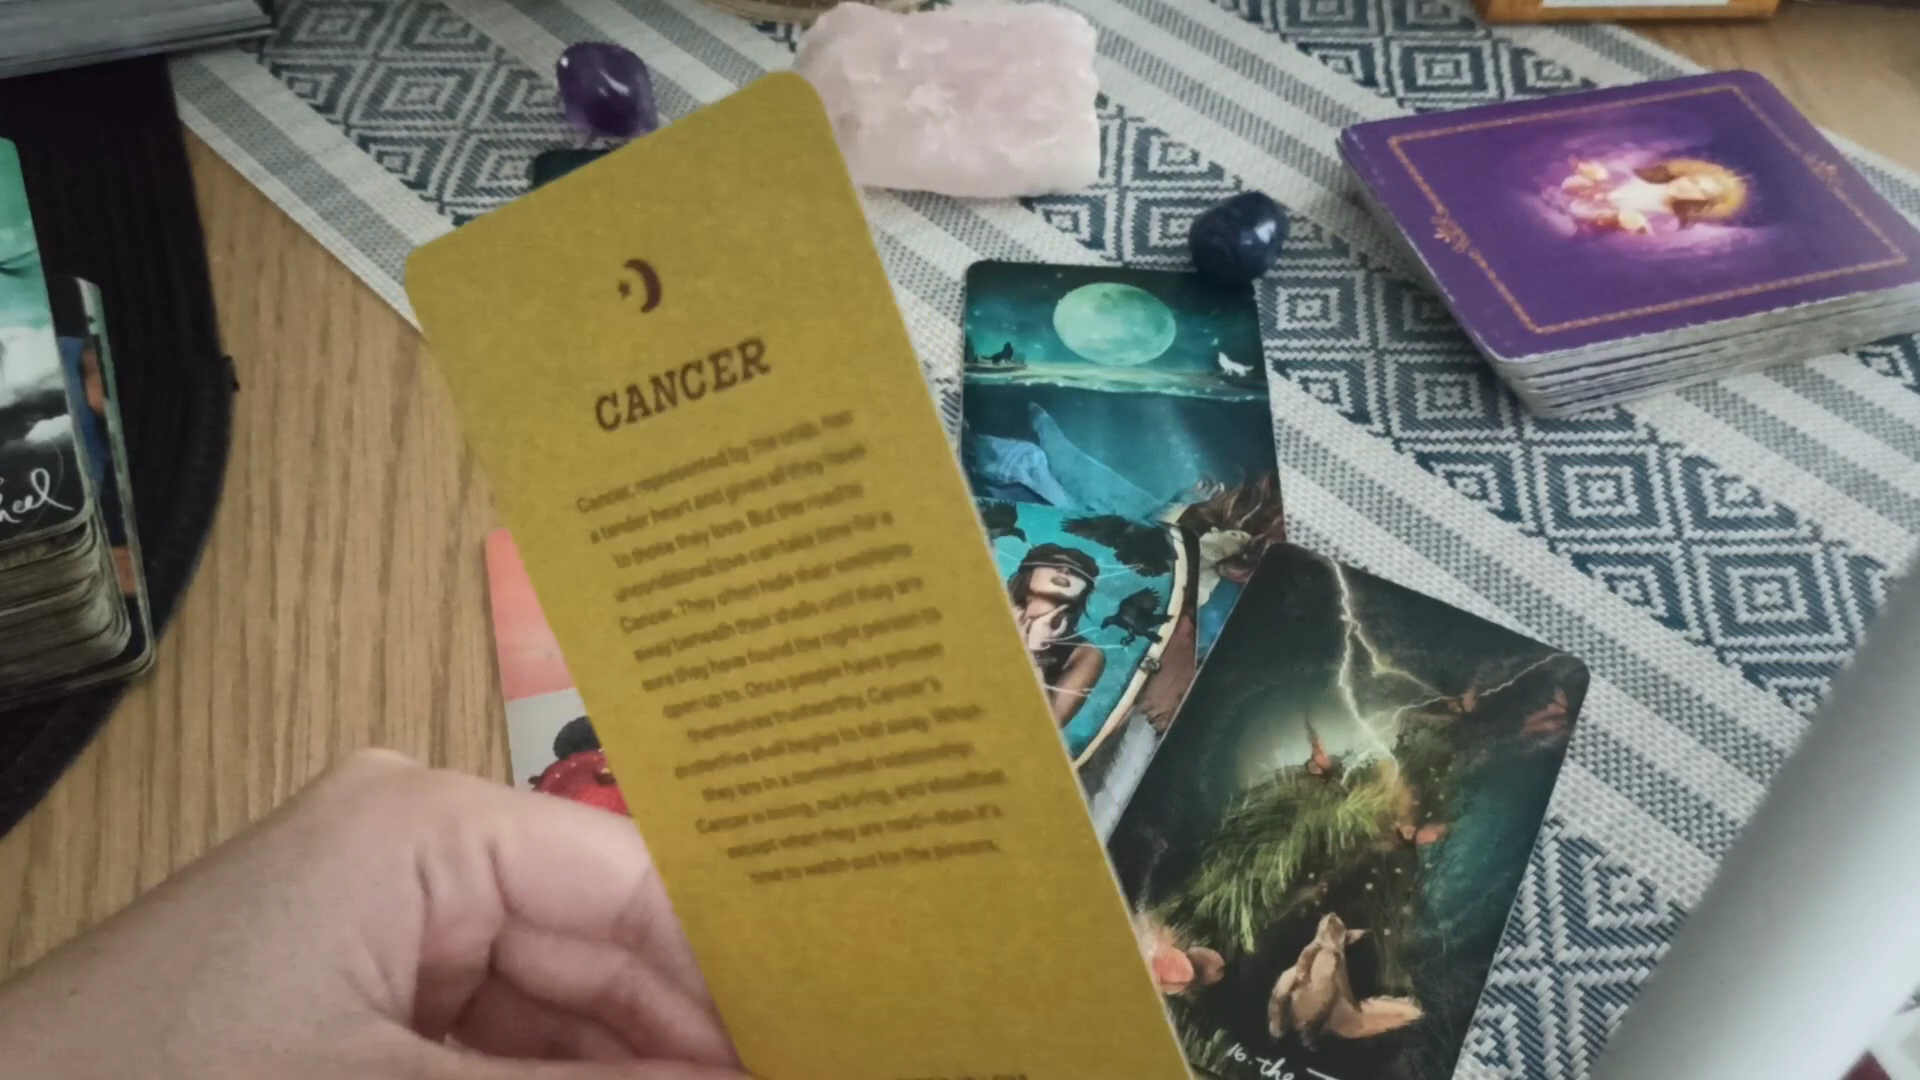 CANCER
Cancer, represented by the crab, has
a tender heart and gives all they have
to those they love. But the road to
unconditional love can take time for a
Cancer. They often hide their emotions
away beneath their shells until they are
sure they have found the right person to
open up to. Once people have proven
themselves trustworthy, Cancer's
protective shell begins to fall away. When
they are in a committed relationship,
Cancer is loving, nurturing, and
except when they are mad—then it's
time to watch out for the pincers.
16. the